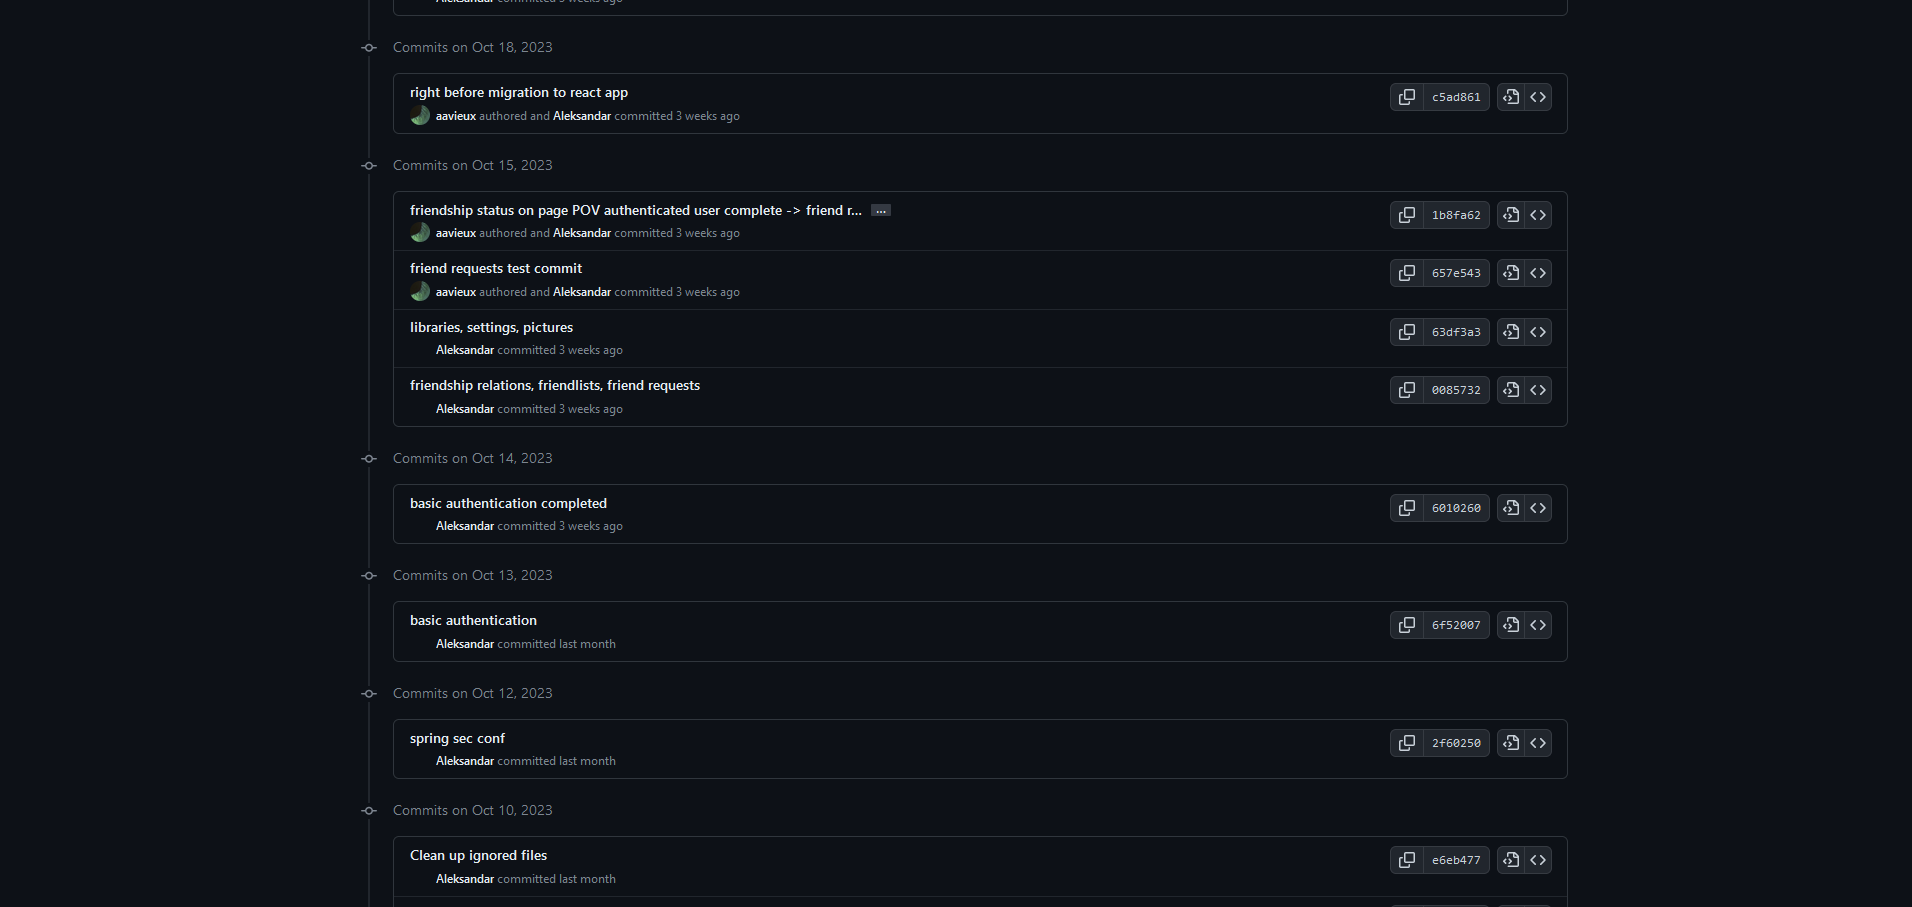 Aleksandar committed 3 weeks ago
Commits on Oct 18, 2023
right before migration to react app
c5ad861
aavieux authored and Aleksandar committed 3 weeks ago
Commits on Oct 15, 2023
friendship status on page POV authenticated user complete -> friend r... ...
1b8fa62
aavieux authored and Aleksandar committed 3 weeks ago
friend requests test commit
657e543
aavieux authored and Aleksandar committed 3 weeks ago
libraries, settings, pictures
63df3a3
Aleksandar committed 3 weeks ago
friendship relations, friendlists, friend requests
0085732
Aleksandar committed 3 weeks ago
Commits on Oct 14, 2023
basic authentication completed
6010260
Aleksandar committed 3 weeks ago
Commits on Oct 13, 2023
basic authentication
6f52007
Aleksandar committed last month
Commits on Oct 12, 2023
spring sec conf
2f60250
Aleksandar committed last month
Commits on Oct 10, 2023
Clean up ignored files
e6eb477
Aleksandar committed last month